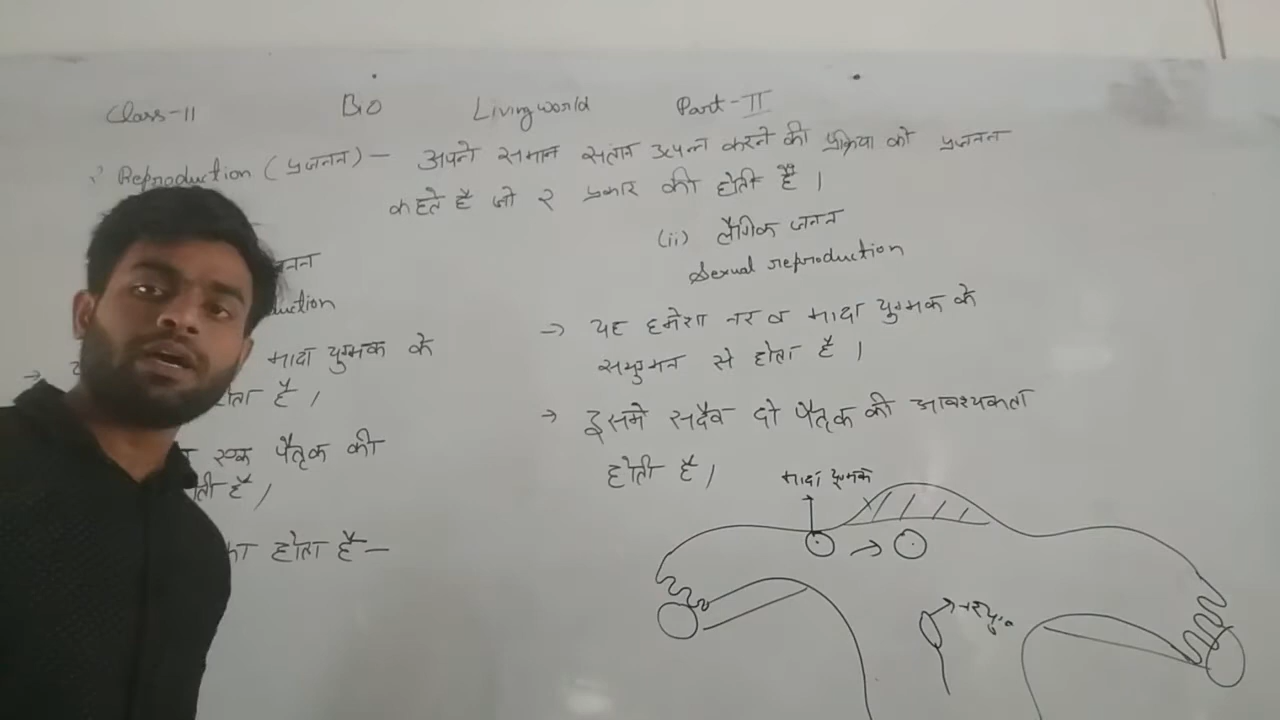 Class-11 Bio Living world Part-II
Reproduction (प्रजनन) – अपने समान संतान उत्पन्न करने की प्रक्रिया को प्रजनन
कहते है जो २ प्रकार की होती है ।
(ii) लैंगिक जनन
Sexual reproduction
→ यह हमेशा नर व मादा युग्मक के
से होता है ।
→ इसमे सदैव दो पैतृक की आवश्यकता
होती है ।
मादा युग्मक
जनन
duction
→ मादा युग्मक के
होता है ।
एक पैतृक की
ती है ।
का होता है –